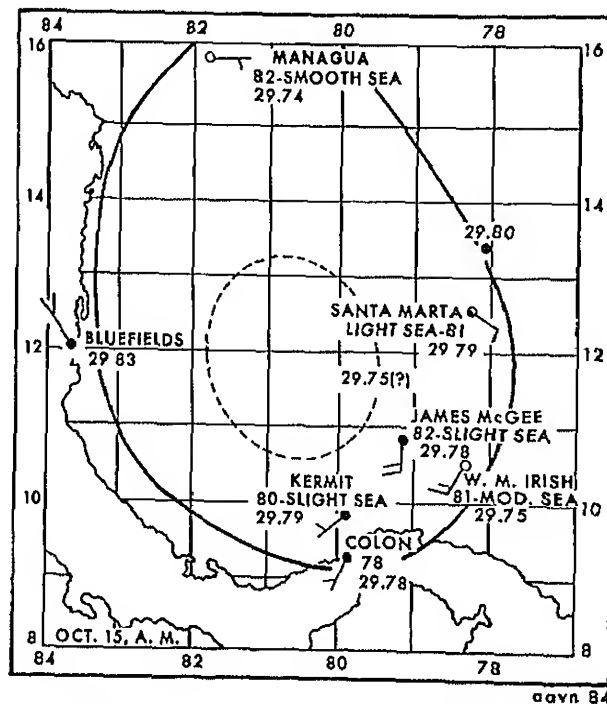 84 82 80 78
16 16
MANAGUA
82-SMOOTH SEA
29.74
14 14
29.80
SANTA MARTA
LIGHT SEA-81
29 79
BLUEFIELDS
29 83
12 12
29.75(?)
JAMES McGEE
82-SLIGHT SEA
29.78
KERMIT
80-SLIGHT SEA
29.79
W. M. IRISH
81-MOD. SEA
29.75
10 10
COLON
78
29.78
OCT. 15, A. M.
8 8
84 82 80 78
aavn 84